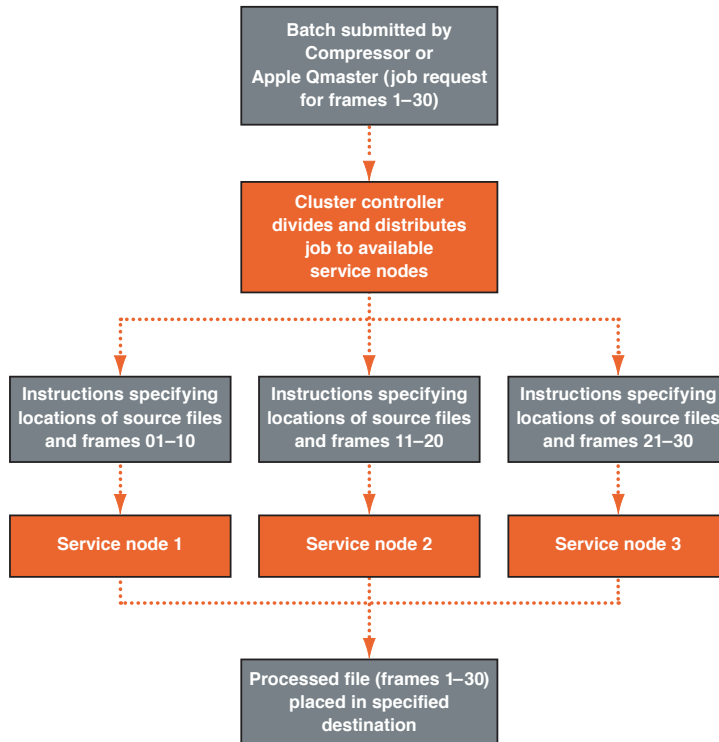 Batch submitted by
Compressor or
Apple Qmaster (job request
for frames 1–30)
Cluster controller
divides and distributes
job to available
service nodes
Instructions specifying
locations of source files
and frames 01–10
Instructions specifying
locations of source files
and frames 11–20
Instructions specifying
locations of source files
and frames 21–30
Service node 1
Service node 2
Service node 3
Processed file (frames 1–30)
placed in specified
destination